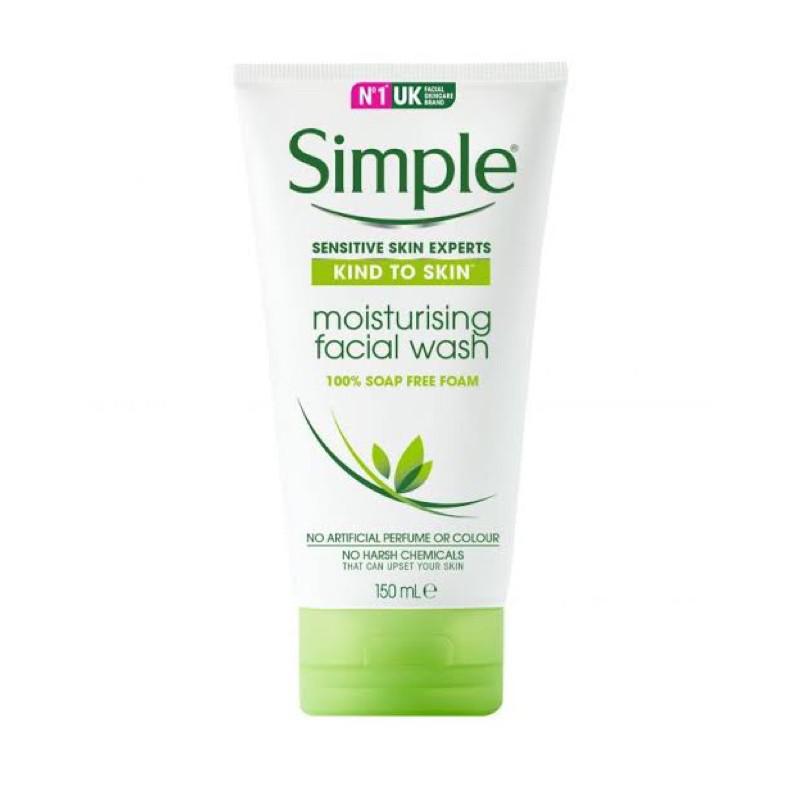 N°1 UK FACIAL SKINCARE BRAND
Simple®
SENSITIVE SKIN EXPERTS
KIND TO SKIN™
moisturising
facial wash
100% SOAP FREE FOAM
NO ARTIFICIAL PERFUME OR COLOUR
NO HARSH CHEMICALS
THAT CAN UPSET YOUR SKIN
150 mL ℮